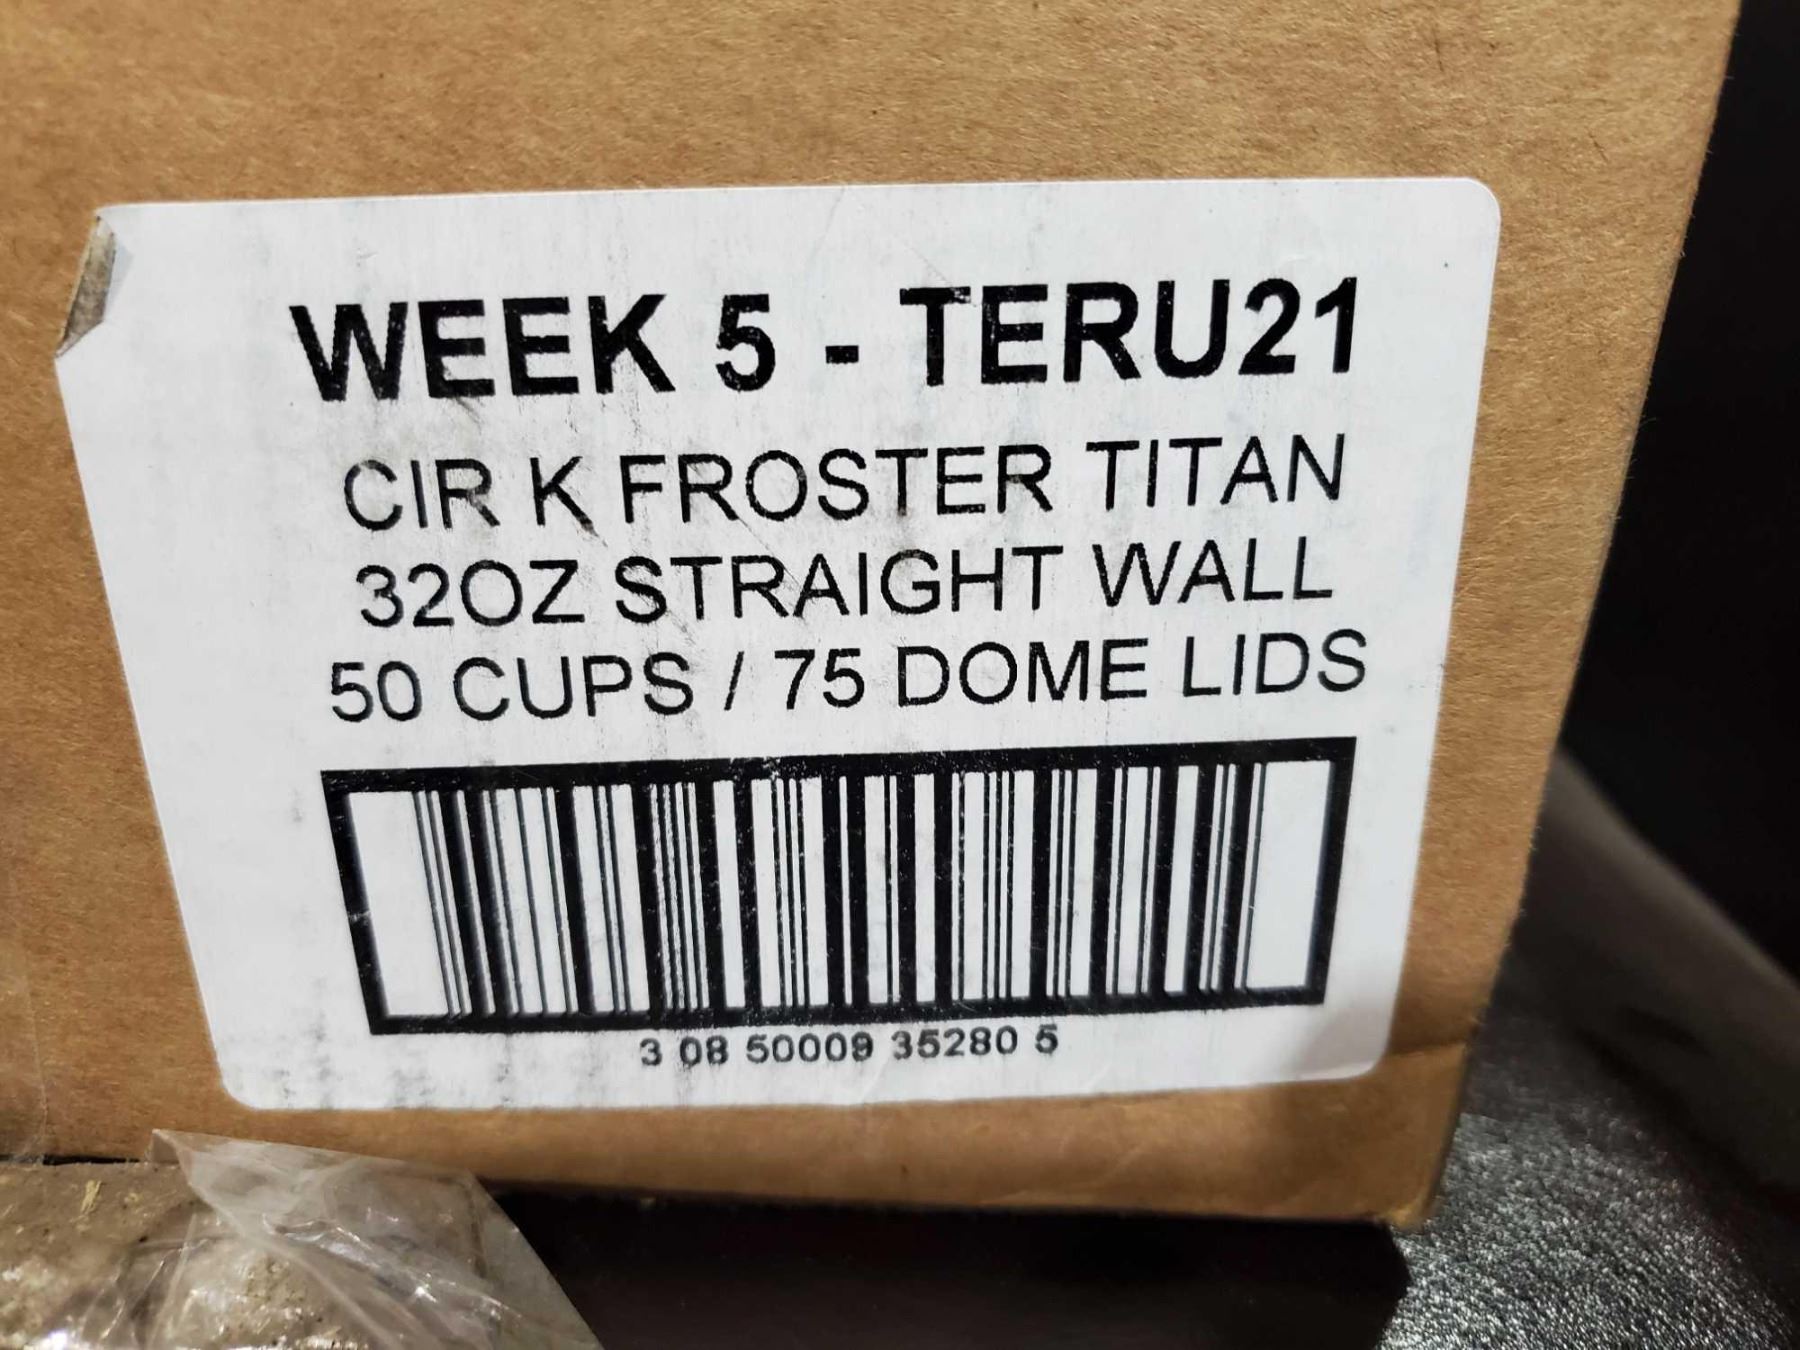 WEEK 5 - TERU21
CIR K FROSTER TITAN
32OZ STRAIGHT WALL
50 CUPS / 75 DOME LIDS
3 08 50009 35280 5